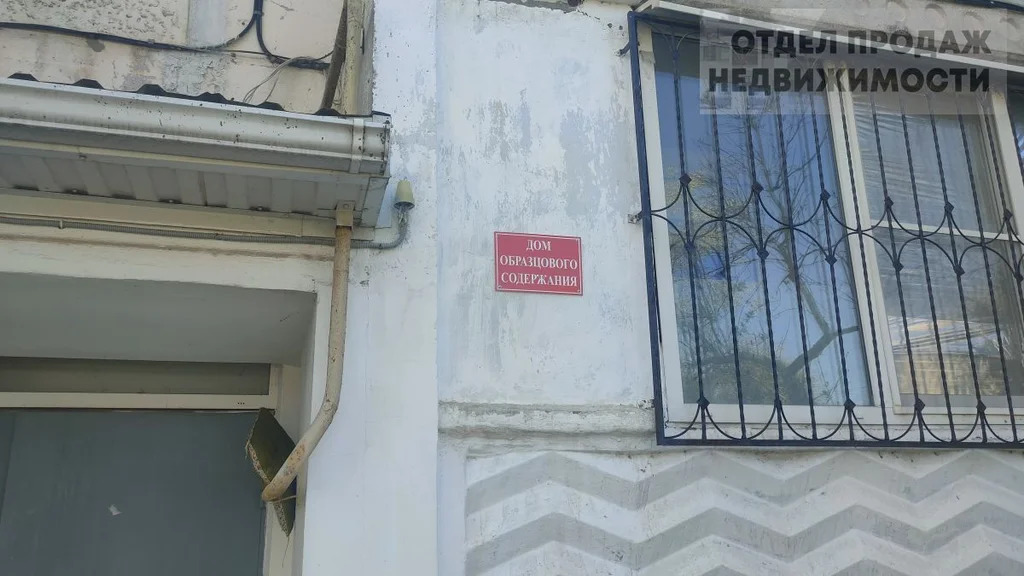 ОТДЕЛ ПРОДАЖ
НЕДВИЖИМОСТИ
ДОМ
ОБРАЗЦОВОГО
СОДЕРЖАНИЯ